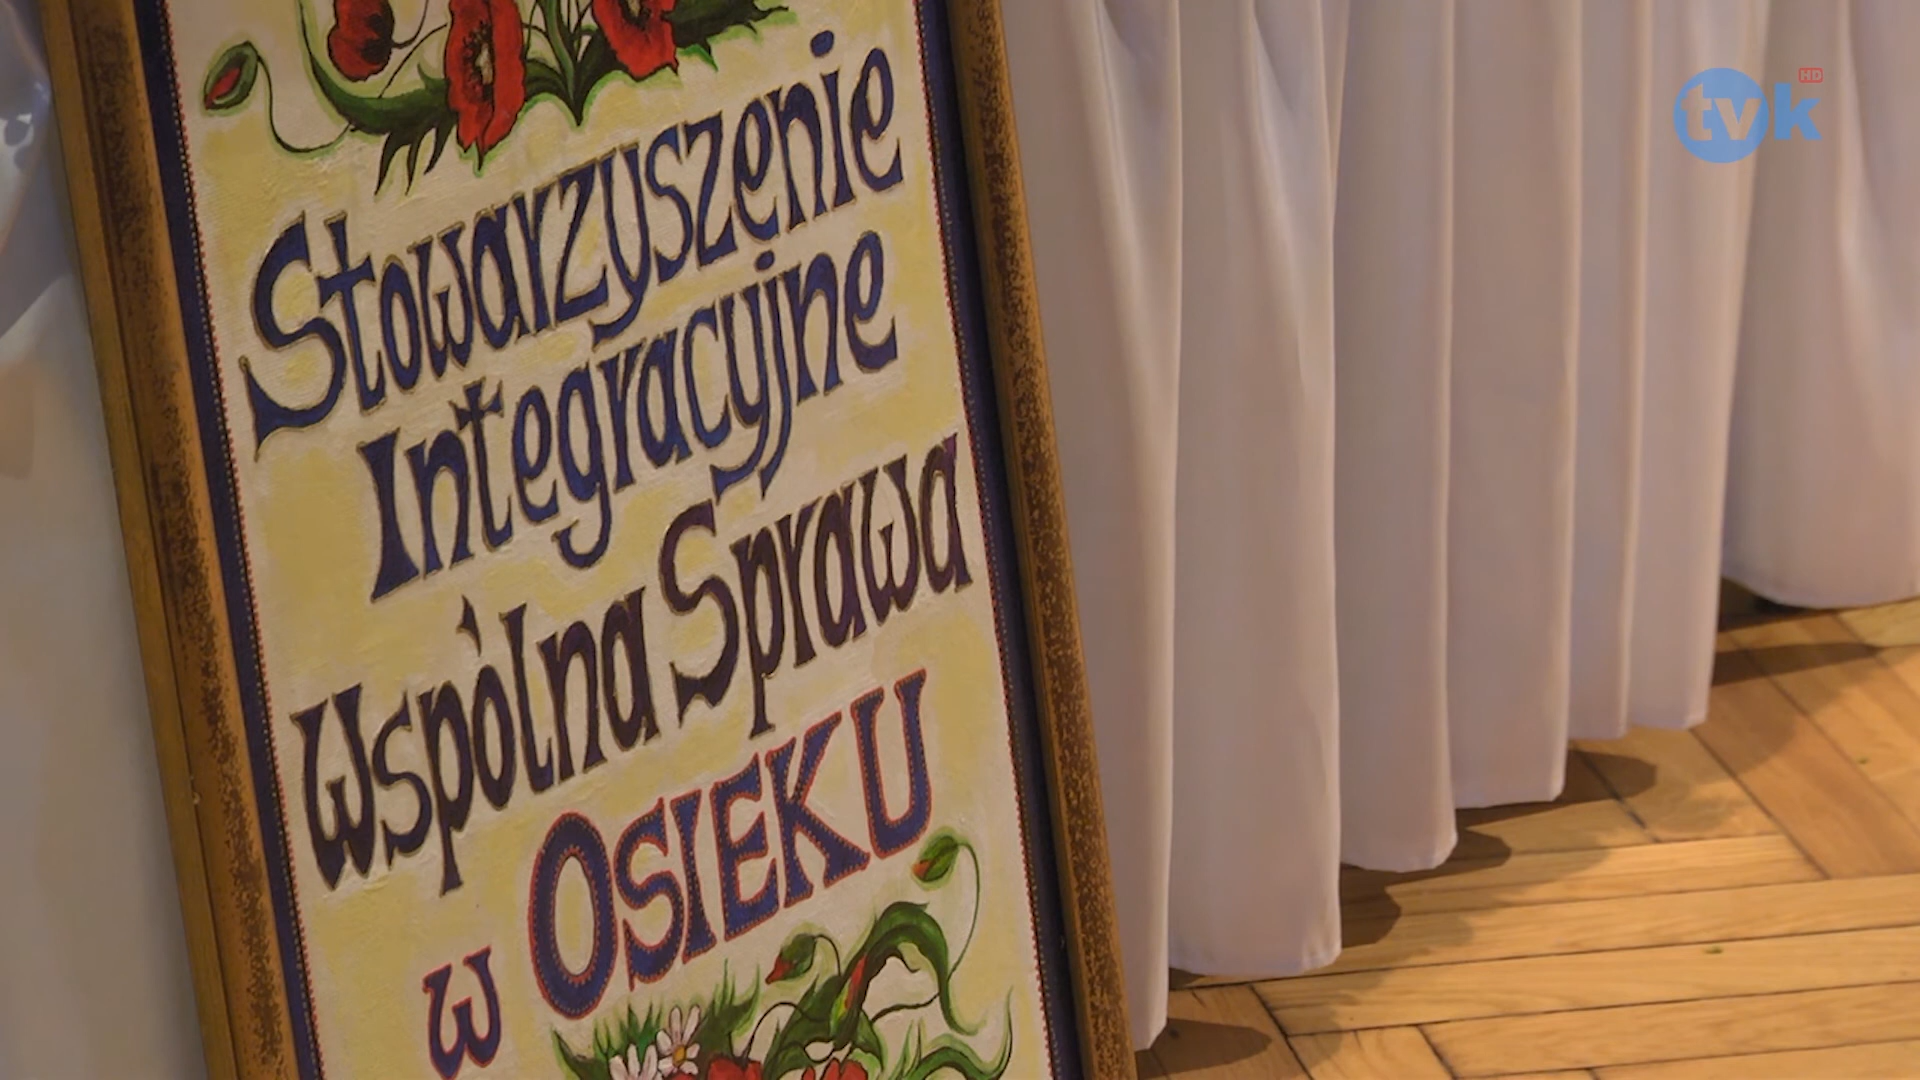 Stowarzyszenie
Integracyjne
Wspólna Sprawa
w OSIEKU
tvk HD